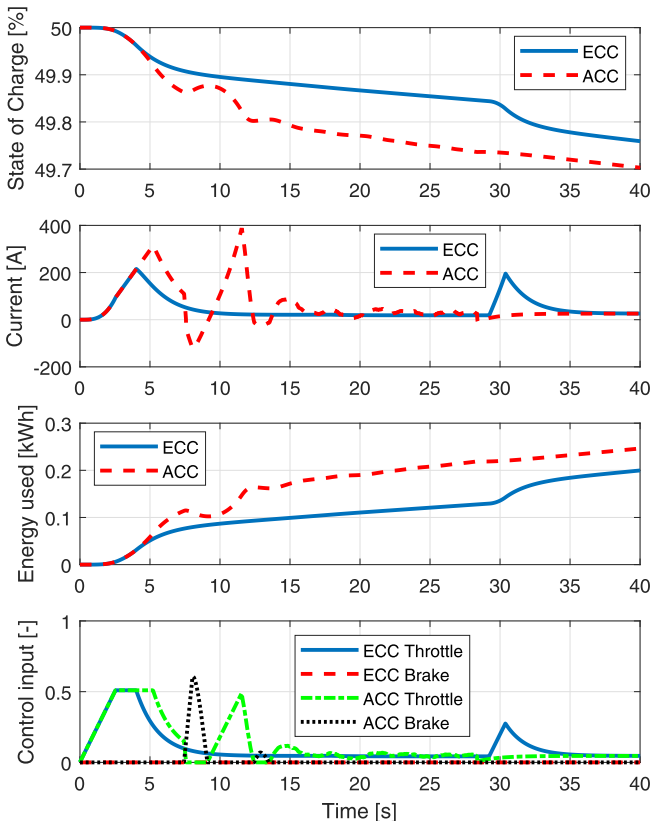 State of Charge [%]
50
49.9
49.8
49.7
ECC
ACC
0 5 10 15 20 25 30 35 40
Current [A]
400
200
0
-200
ECC
ACC
0 5 10 15 20 25 30 35 40
Energy used [kWh]
0.3
0.2
0.1
0
ECC
ACC
0 5 10 15 20 25 30 35 40
Control input [-]
1
0.5
0
ECC Throttle
ECC Brake
ACC Throttle
ACC Brake
0 5 10 15 20 25 30 35 40
Time [s]